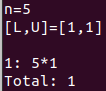 n=5
[L,U]=[1,1]
1: 5*1
Total: 1